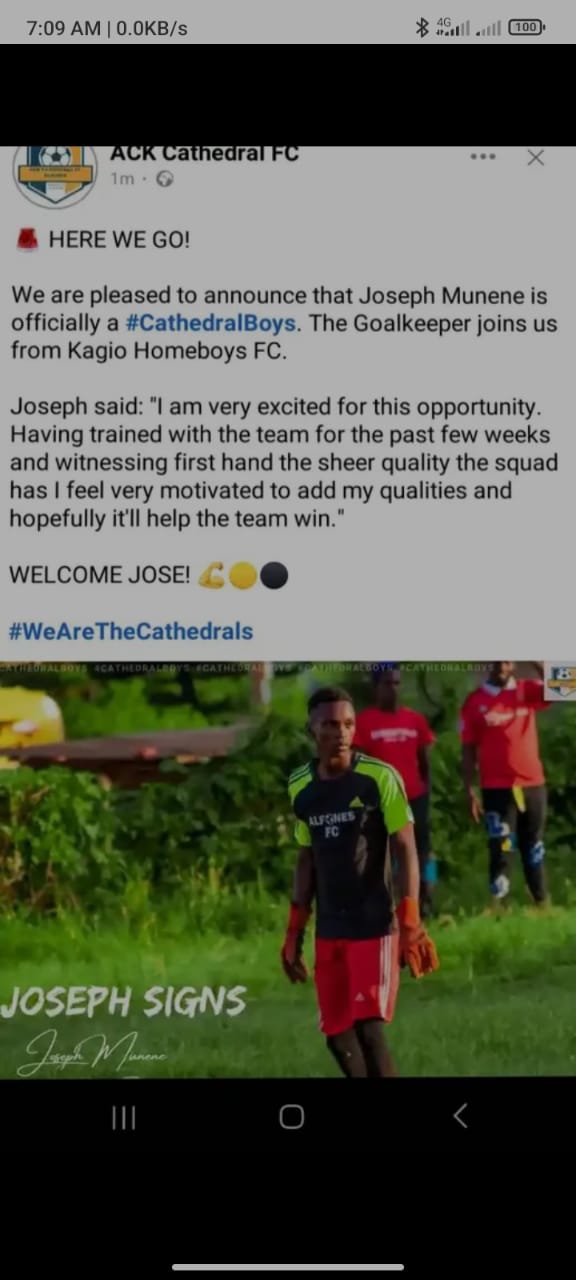 7:09 AM | 0.0KB/s
4G
100
ACK Cathedral FC
1m ·
HERE WE GO!
We are pleased to announce that Joseph Munene is
officially a #CathedralBoys. The Goalkeeper joins us
from Kagio Homeboys FC.
Joseph said: "I am very excited for this opportunity.
Having trained with the team for the past few weeks
and witnessing first hand the sheer quality the squad
has I feel very motivated to add my qualities and
hopefully it'll help the team win."
WELCOME JOSE!
#WeAreTheCathedrals
CATHEDRALBOYS #CATHEDRALBOYS #CATHEDRALBOYS #CATHEDRALBOYS #CATHEDRALBOYS
FC
JOSEPH SIGNS
Joseph Munene